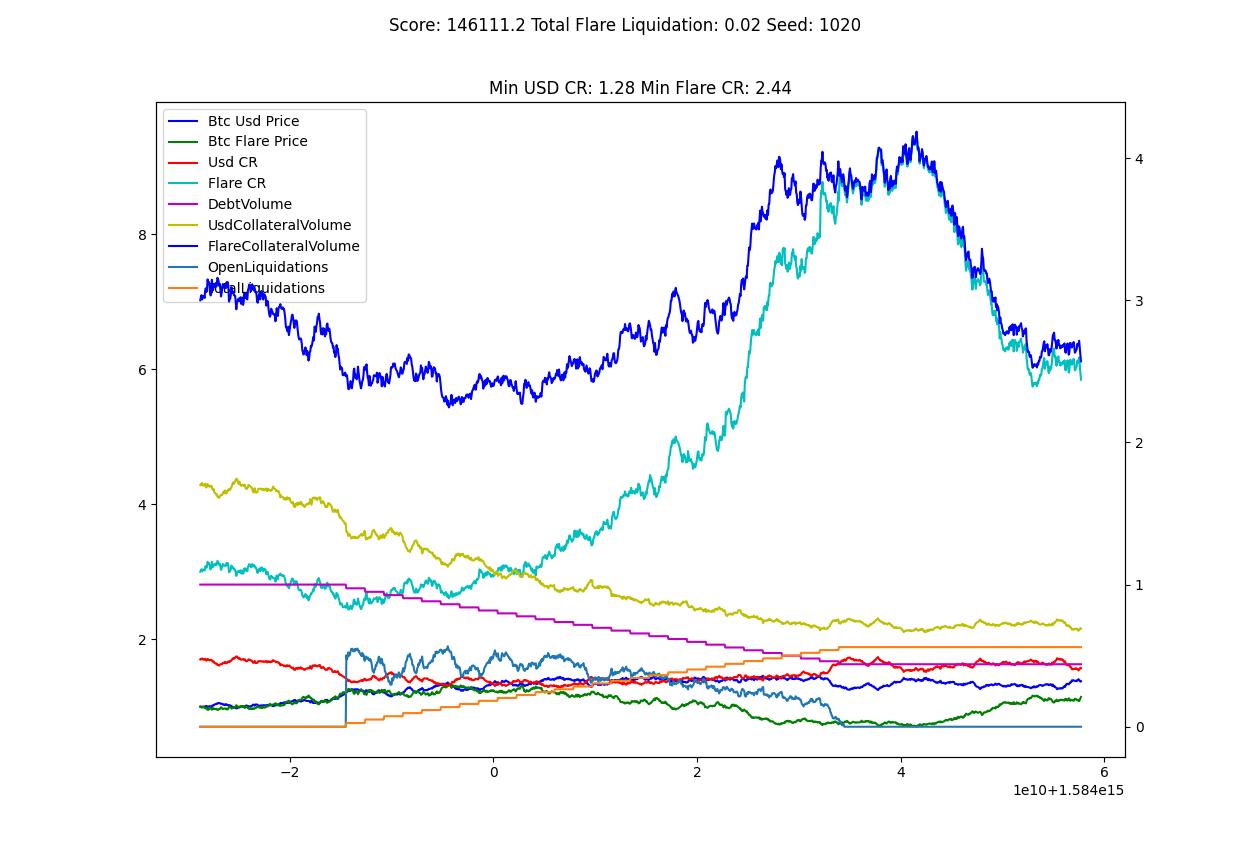 Score: 146111.2 Total Flare Liquidation: 0.02 Seed: 1020
Min USD CR: 1.28 Min Flare CR: 2.44
Btc Usd Price
Btc Flare Price
Usd CR
Flare CR
DebtVolume
UsdCollateralVolume
FlareCollateralVolume
OpenLiquidations
TotalLiquidations
8
6
4
2
4
3
2
1
0
−2 0 2 4 6
1e10+1.584e15